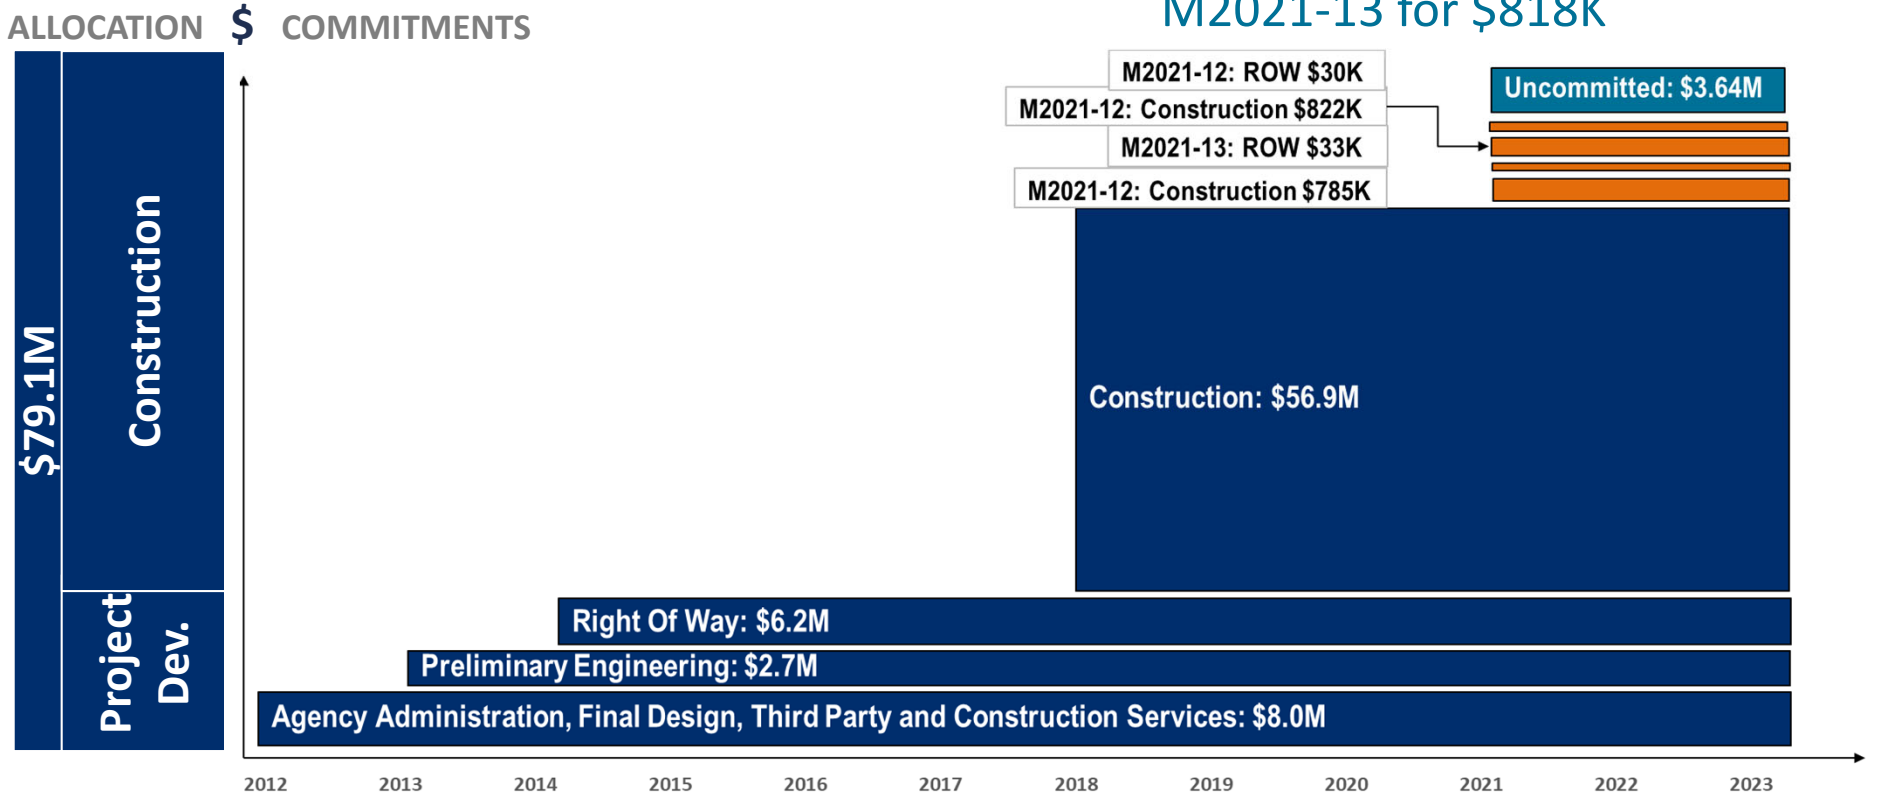 M2021-13 for $818K
ALLOCATION $ COMMITMENTS
$79.1M
Construction
Project
Dev.
M2021-12: ROW $30K
M2021-12: Construction $822K
M2021-13: ROW $33K
M2021-12: Construction $785K
Uncommitted: $3.64M
Construction: $56.9M
Right Of Way: $6.2M
Preliminary Engineering: $2.7M
Agency Administration, Final Design, Third Party and Construction Services: $8.0M
2012 2013 2014 2015 2016 2017 2018 2019 2020 2021 2022 2023